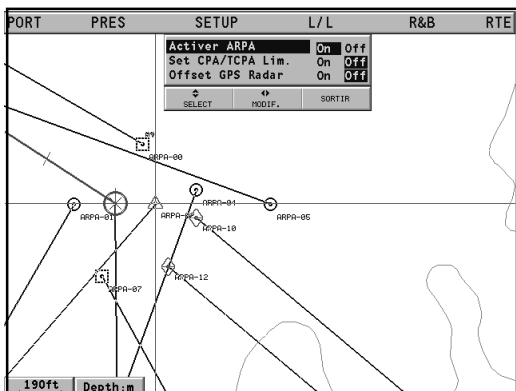 PORT PRES SETUP L/L R&B RTE
Activer ARPA On Off
Set CPA/TCPA Lim. On Off
Offset GPS Radar On Off
SELECT MODIF. SORTIR
ARPA-00
ARPA-04
ARPA-01
ARPA-05
ARPA-10
ARPA-12
ARPA-07
190ft Depth:m